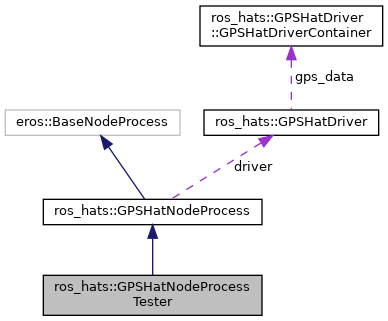 ros_hats::GPSHatDriver
::GPSHatDriverContainer
gps_data
eros::BaseNodeProcess
ros_hats::GPSHatDriver
driver
ros_hats::GPSHatNodeProcess
ros_hats::GPSHatNodeProcess
Tester